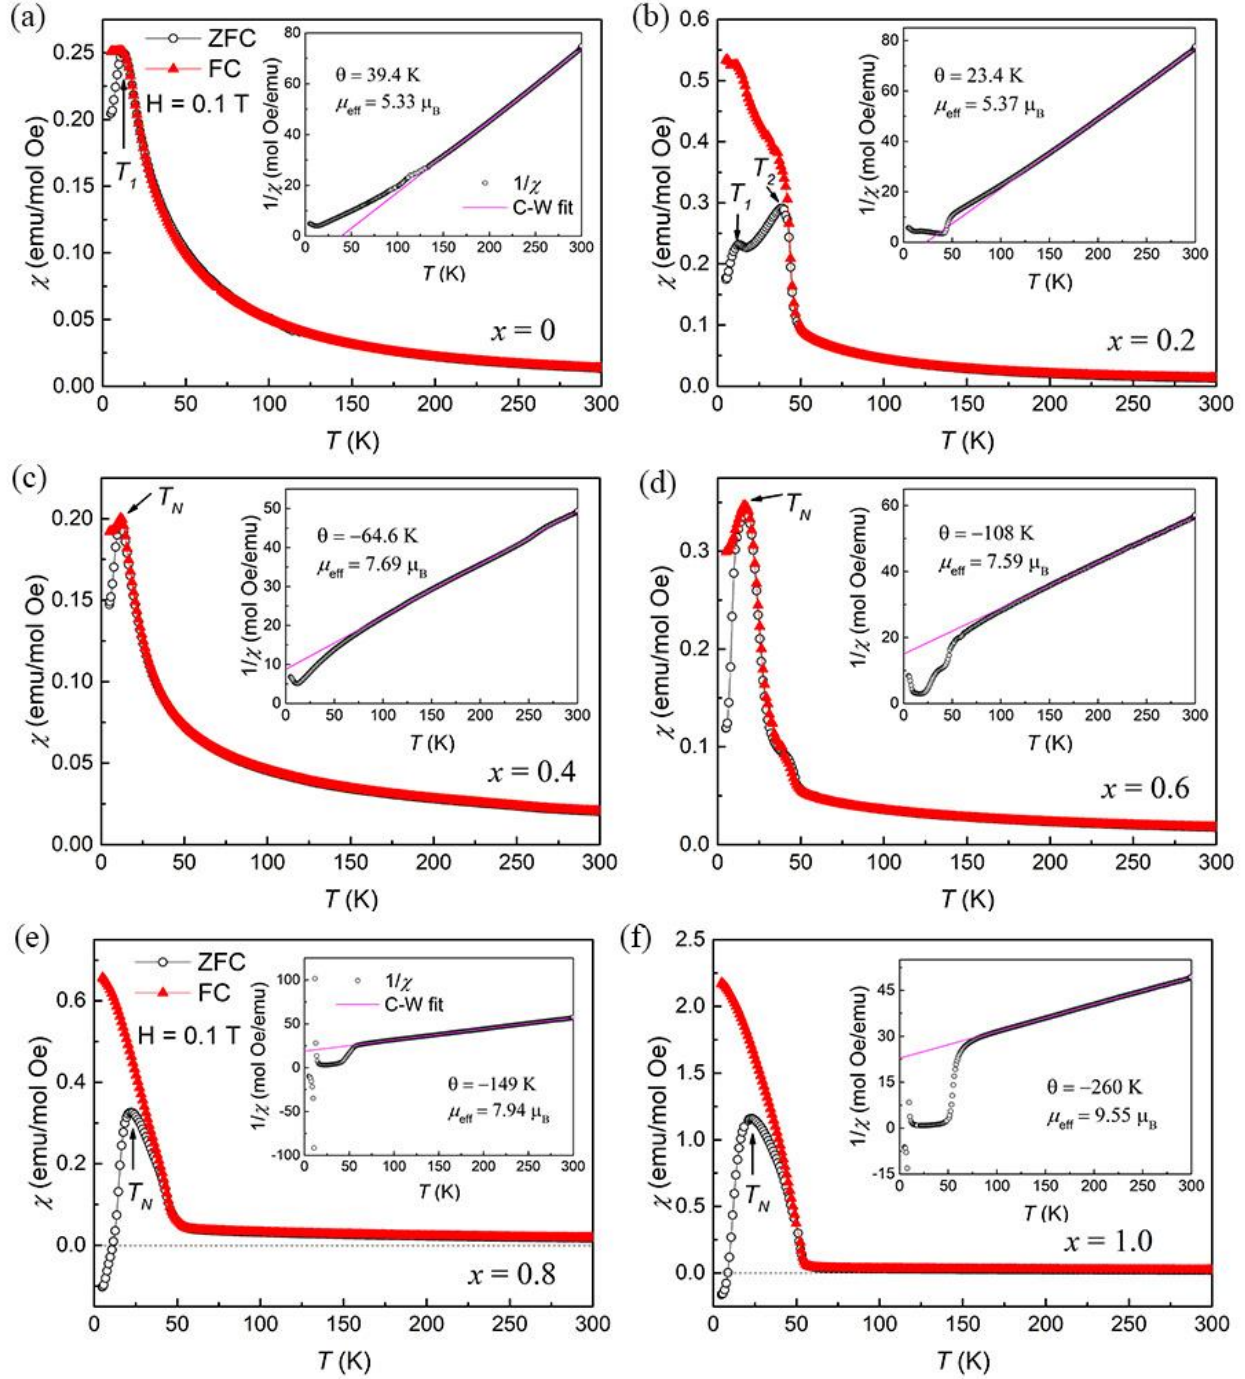 (a)
0.25
0.20
0.15
0.10
0.05
0.00
χ (emu/mol Oe)
ZFC
FC
H = 0.1 T
T1
80
60
40
20
0
1/χ (mol Oe/emu)
θ = 39.4 K
μeff = 5.33 μB
1/χ
C-W fit
0 50 100 150 200 250 300
T (K)
x = 0
0 50 100 150 200 250 300
T (K)
(b)
0.6
0.5
0.4
0.3
0.2
0.1
0.0
χ (emu/mol Oe)
T1
T2
80
60
40
20
0
1/χ (mol Oe/emu)
θ = 23.4 K
μeff = 5.37 μB
0 50 100 150 200 250 300
T (K)
x = 0.2
0 50 100 150 200 250 300
T (K)
(c)
0.20
0.15
0.10
0.05
0.00
χ (emu/mol Oe)
TN
50
40
30
20
10
0
1/χ (mol Oe/emu)
θ = −64.6 K
μeff = 7.69 μB
0 50 100 150 200 250 300
T (K)
x = 0.4
0 50 100 150 200 250 300
T (K)
(d)
0.3
0.2
0.1
0.0
χ (emu/mol Oe)
TN
60
40
20
0
1/χ (mol Oe/emu)
θ = −108 K
μeff = 7.59 μB
0 50 100 150 200 250 300
T (K)
x = 0.6
0 50 100 150 200 250 300
T (K)
(e)
0.6
0.4
0.2
0.0
χ (emu/mol Oe)
ZFC
FC
H = 0.1 T
TN
100
50
0
-50
-100
1/χ (mol Oe/emu)
1/χ
C-W fit
θ = −149 K
μeff = 7.94 μB
0 50 100 150 200 250 300
T (K)
x = 0.8
0 50 100 150 200 250 300
T (K)
(f)
2.5
2.0
1.5
1.0
0.5
0.0
χ (emu/mol Oe)
TN
45
30
15
0
-15
1/χ (mol Oe/emu)
θ = −260 K
μeff = 9.55 μB
0 50 100 150 200 250 300
T (K)
x = 1.0
0 50 100 150 200 250 300
T (K)